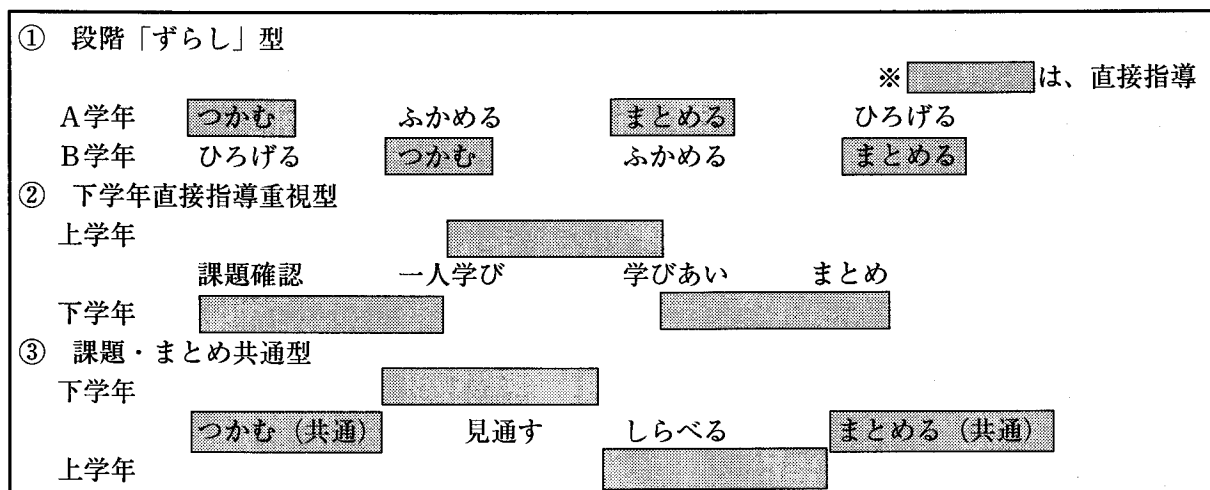 ① 段階「ずらし」型
※ は、直接指導
A学年 つかむ ふかめる まとめる ひろげる
B学年 ひろげる つかむ ふかめる まとめる
② 下学年直接指導重視型
上学年
課題確認 一人学び 学びあい まとめ
下学年
③ 課題・まとめ共通型
下学年
つかむ（共通） 見通す しらべる まとめる（共通）
上学年